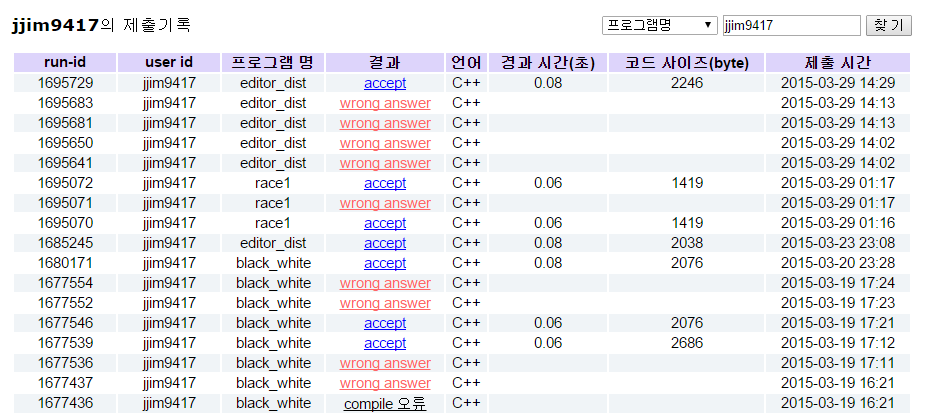 jjim9417의 제출기록 프로그램명 jjim9417 찾 기
run-id user id 프로그램 명 결과 언어 경과 시간(초) 코드 사이즈(byte) 제출 시간
1695729 jjim9417 editor_dist accept C++ 0.08 2246 2015-03-29 14:29
1695683 jjim9417 editor_dist wrong answer C++ 2015-03-29 14:13
1695681 jjim9417 editor_dist wrong answer C++ 2015-03-29 14:13
1695650 jjim9417 editor_dist wrong answer C++ 2015-03-29 14:02
1695641 jjim9417 editor_dist wrong answer C++ 2015-03-29 14:02
1695072 jjim9417 race1 accept C++ 0.06 1419 2015-03-29 01:17
1695071 jjim9417 race1 wrong answer C++ 2015-03-29 01:17
1695070 jjim9417 race1 accept C++ 0.06 1419 2015-03-29 01:16
1685245 jjim9417 editor_dist accept C++ 0.08 2038 2015-03-23 23:08
1680171 jjim9417 black_white accept C++ 0.08 2076 2015-03-20 23:28
1677554 jjim9417 black_white wrong answer C++ 2015-03-19 17:24
1677552 jjim9417 black_white wrong answer C++ 2015-03-19 17:23
1677546 jjim9417 black_white accept C++ 0.06 2076 2015-03-19 17:21
1677539 jjim9417 black_white accept C++ 0.06 2686 2015-03-19 17:12
1677536 jjim9417 black_white wrong answer C++ 2015-03-19 17:11
1677437 jjim9417 black_white wrong answer C++ 2015-03-19 16:21
1677436 jjim9417 black_white compile 오류 C++ 2015-03-19 16:21